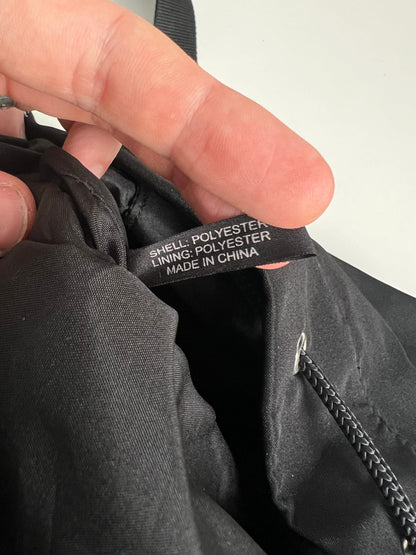 SHELL: POLYESTER
LINING: POLYESTER
MADE IN CHINA